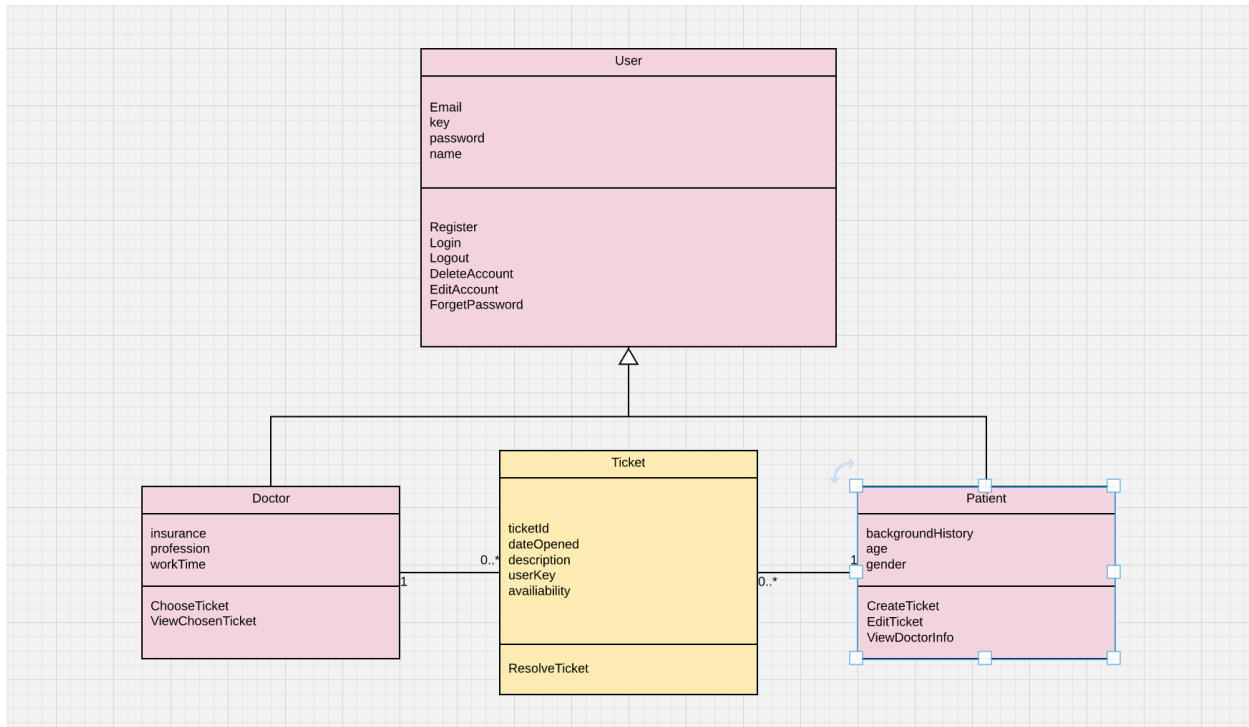 User
Email
key
password
name
Register
Login
Logout
DeleteAccount
EditAccount
ForgetPassword
Doctor
insurance
profession
workTime
ChooseTicket
ViewChosenTicket
1
0..*
Ticket
ticketId
dateOpened
description
userKey
availiability
ResolveTicket
0..*
1
Patient
backgroundHistory
age
gender
CreateTicket
EditTicket
ViewDoctorInfo